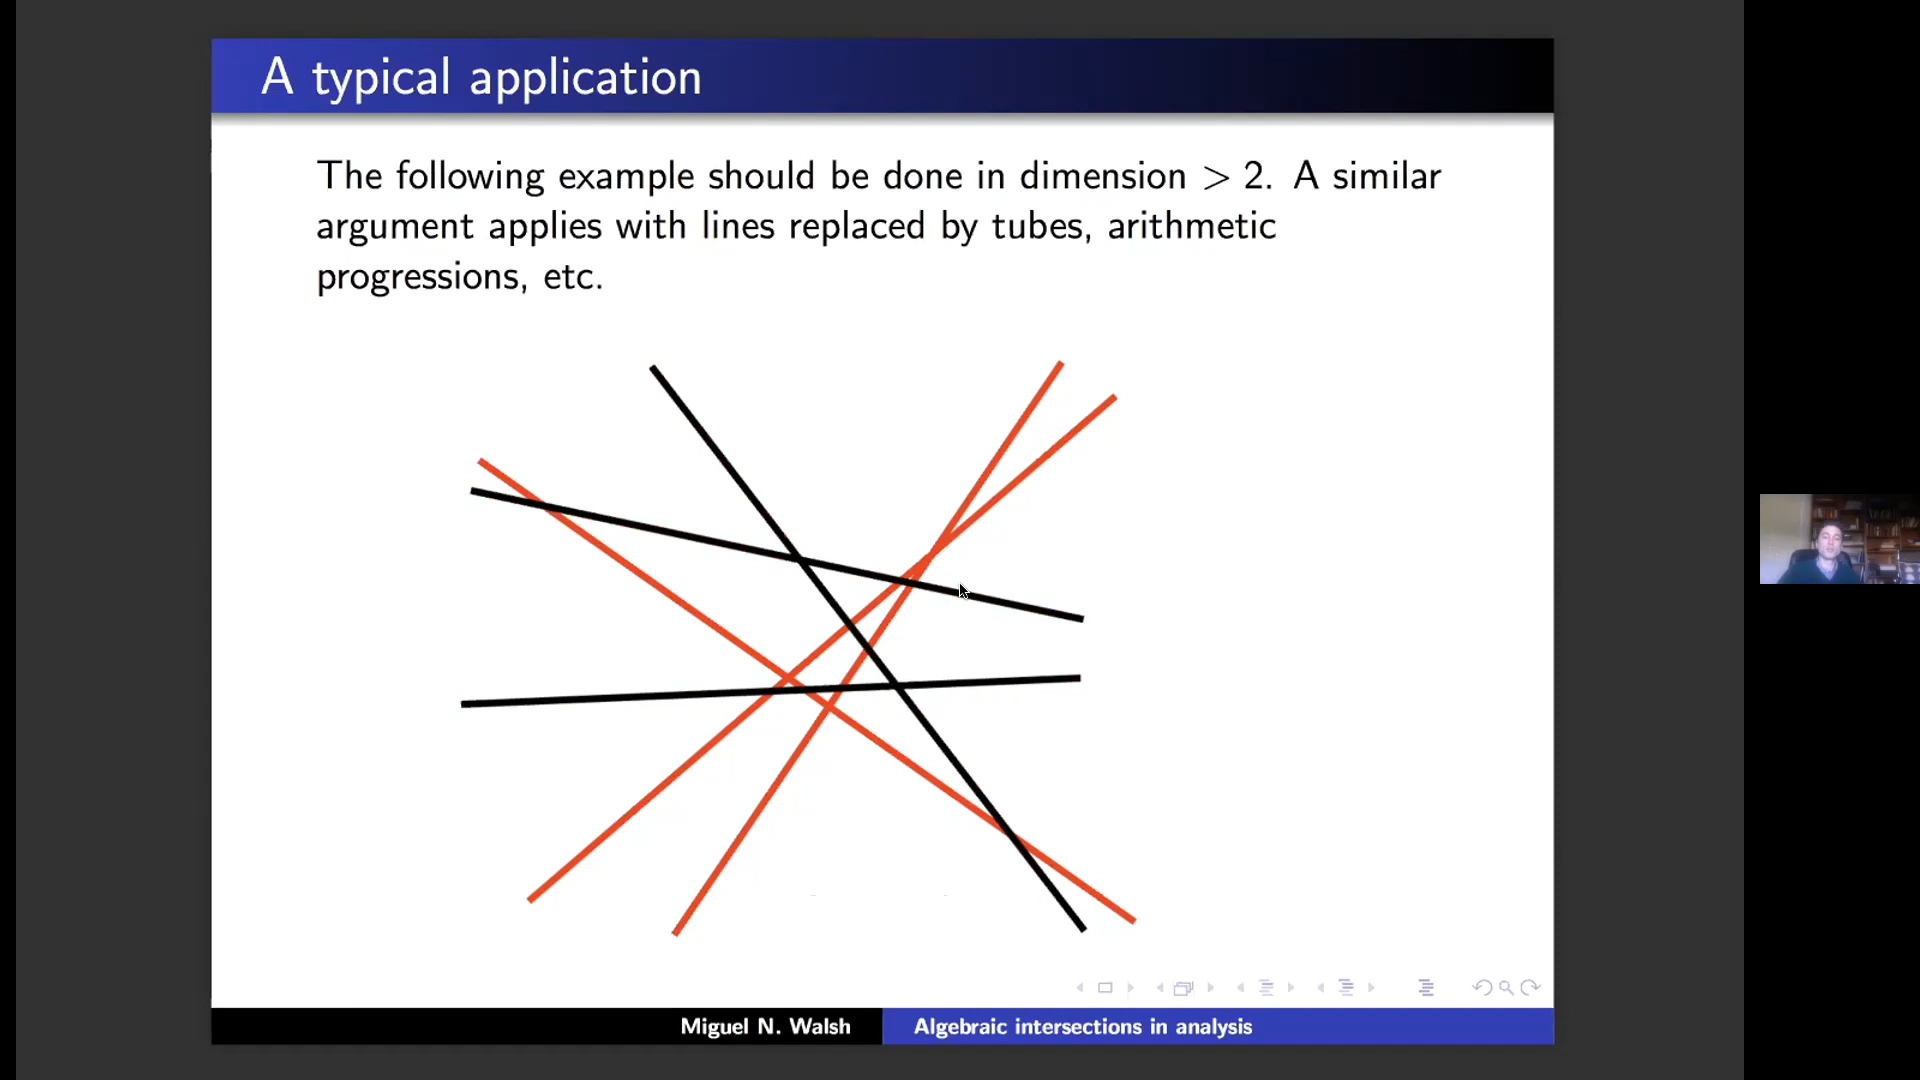 A typical application
The following example should be done in dimension > 2. A similar
argument applies with lines replaced by tubes, arithmetic
progressions, etc.
Miguel N. Walsh
Algebraic intersections in analysis